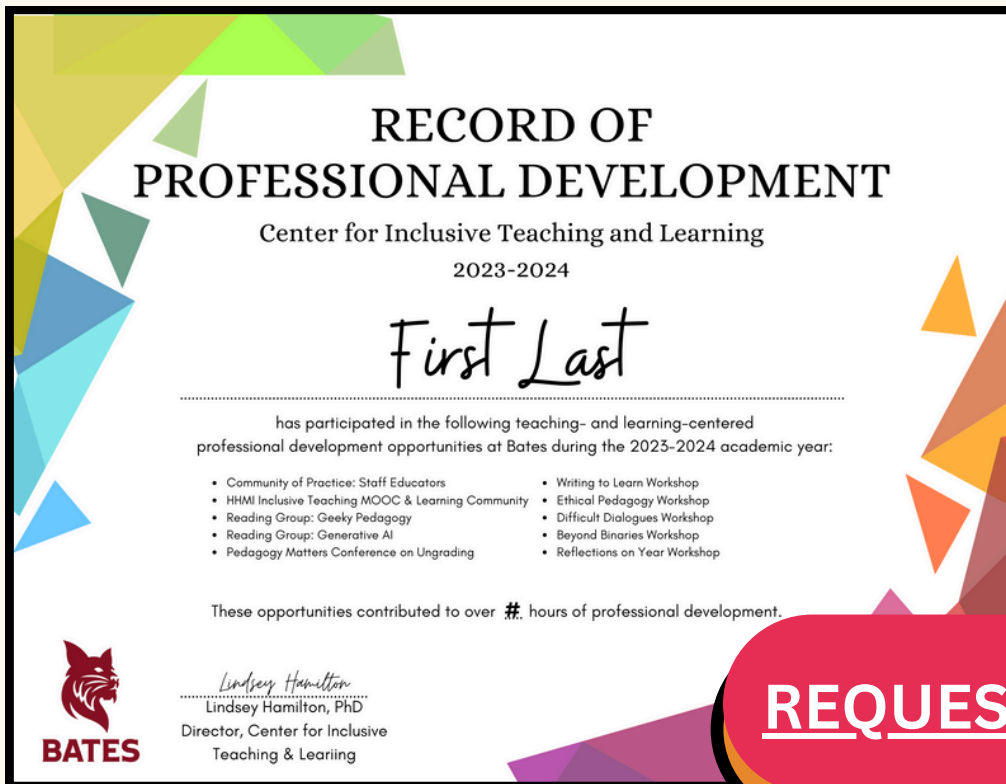 RECORD OF
PROFESSIONAL DEVELOPMENT
Center for Inclusive Teaching and Learning
2023-2024
First Last
has participated in the following teaching- and learning-centered
professional development opportunities at Bates during the 2023-2024 academic year:
• Community of Practice: Staff Educators
• HHMI Inclusive Teaching MOOC & Learning Community
• Reading Group: Geeky Pedagogy
• Reading Group: Generative AI
• Pedagogy Matters Conference on Ungrading
• Writing to Learn Workshop
• Ethical Pedagogy Workshop
• Difficult Dialogues Workshop
• Beyond Binaries Workshop
• Reflections on Year Workshop
These opportunities contributed to over #. hours of professional development.
Lindsey Hamilton
Lindsey Hamilton, PhD
Director, Center for Inclusive
Teaching & Leariing
BATES
REQUES